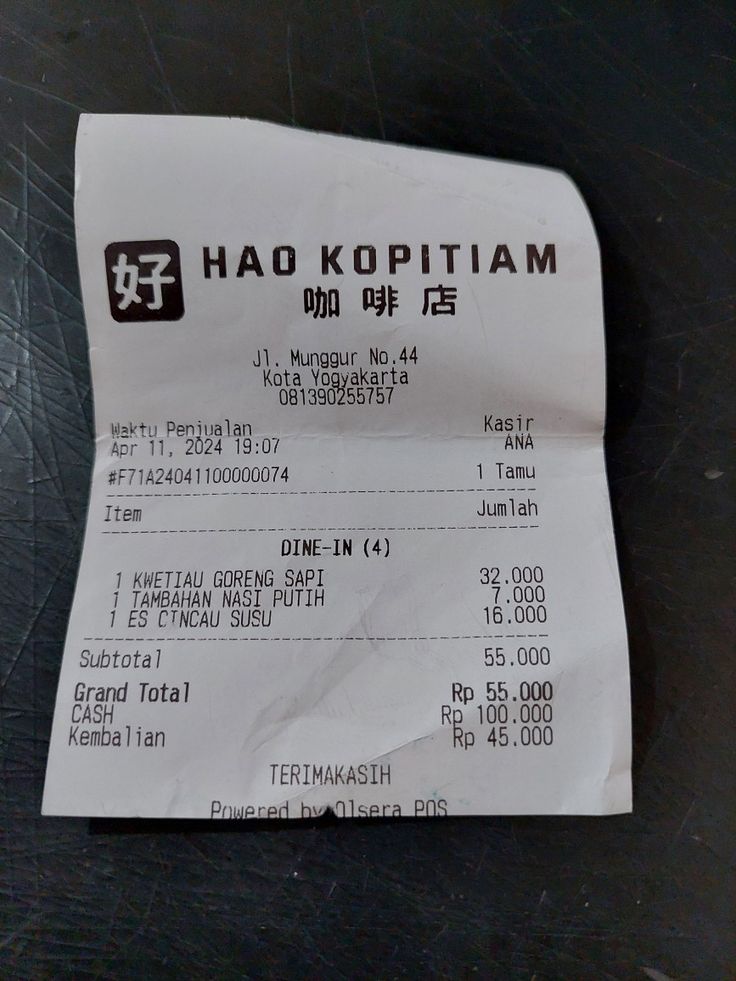 好 HAO KOPITIAM
咖啡店
Jl. Munggur No.44
Kota Yogyakarta
081390255757
Waktu Penjualan Kasir
Apr 11, 2024 19:07 ANA
#F71A24041100000074 1 Tamu
Item Jumlah
DINE-IN (4)
1 KWETIAU GORENG SAPI 32.000
1 TAMBAHAN NASI PUTIH 7.000
1 ES CINCAU SUSU 16.000
Subtotal 55.000
Grand Total Rp 55.000
CASH Rp 100.000
Kembalian Rp 45.000
TERIMAKASIH
Powered by Olsera POS